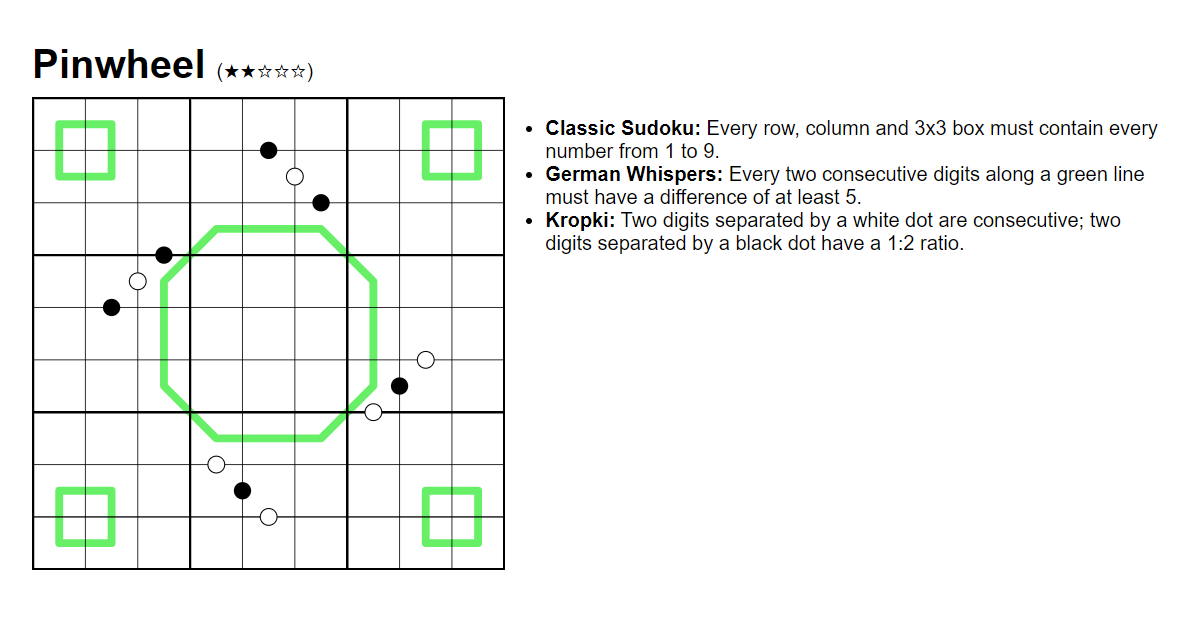 Pinwheel (★★☆☆☆)
• Classic Sudoku: Every row, column and 3x3 box must contain every
number from 1 to 9.
• German Whispers: Every two consecutive digits along a green line
must have a difference of at least 5.
• Kropki: Two digits separated by a white dot are consecutive; two
digits separated by a black dot have a 1:2 ratio.